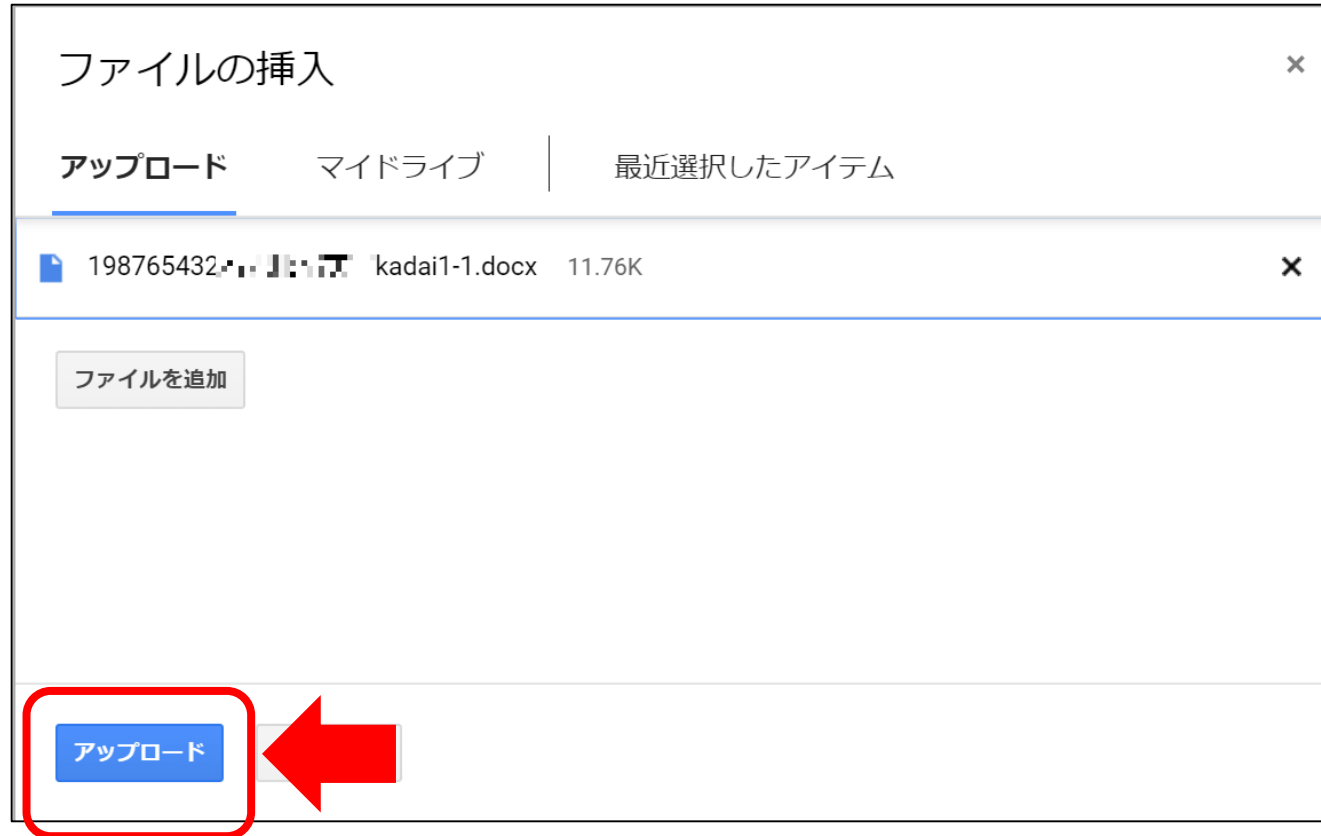 ファイルの挿入
アップロード マイドライブ 最近選択したアイテム
198765432 kadai1-1.docx 11.76K
ファイルを追加
アップロード